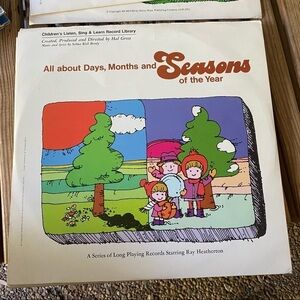 Children's Listen, Sing & Learn Record Library
Created, Produced and Directed by Hal Grau
All about Days, Months and Seasons
of the Year
A Series of Long Playing Records Starring Ray Heatherton